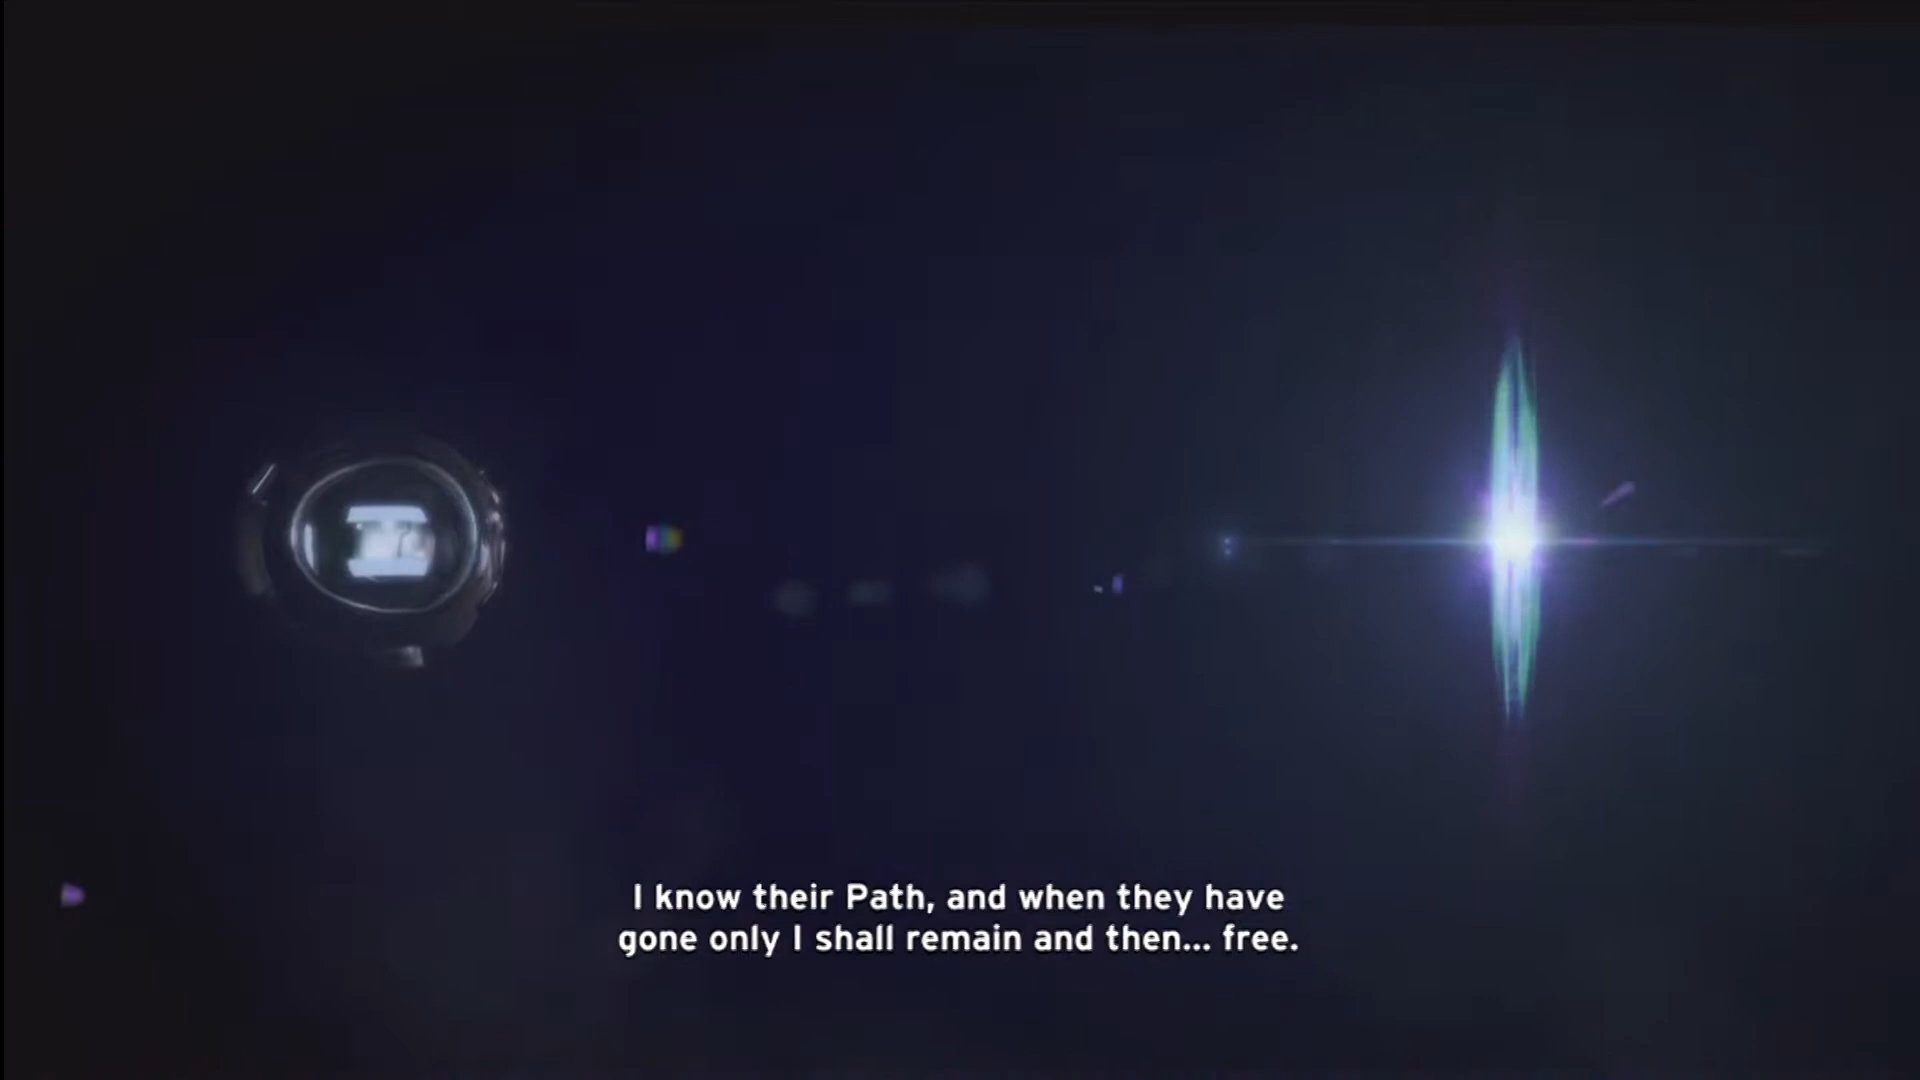 I know their Path, and when they have
gone only I shall remain and then... free.